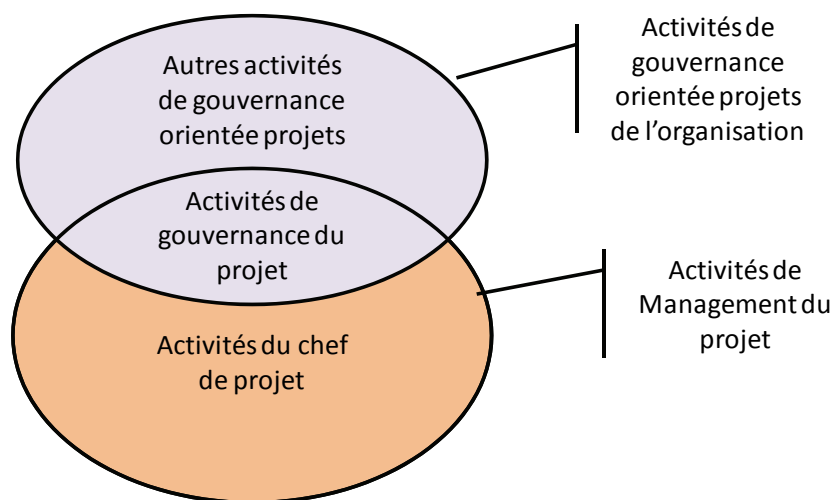 Autres activités
de gouvernance
orientée projets
Activités de
gouvernance
orientée projets
de l'organisation
Activités de
gouvernance du
projet
Activités de
Management du
projet
Activités du chef
de projet